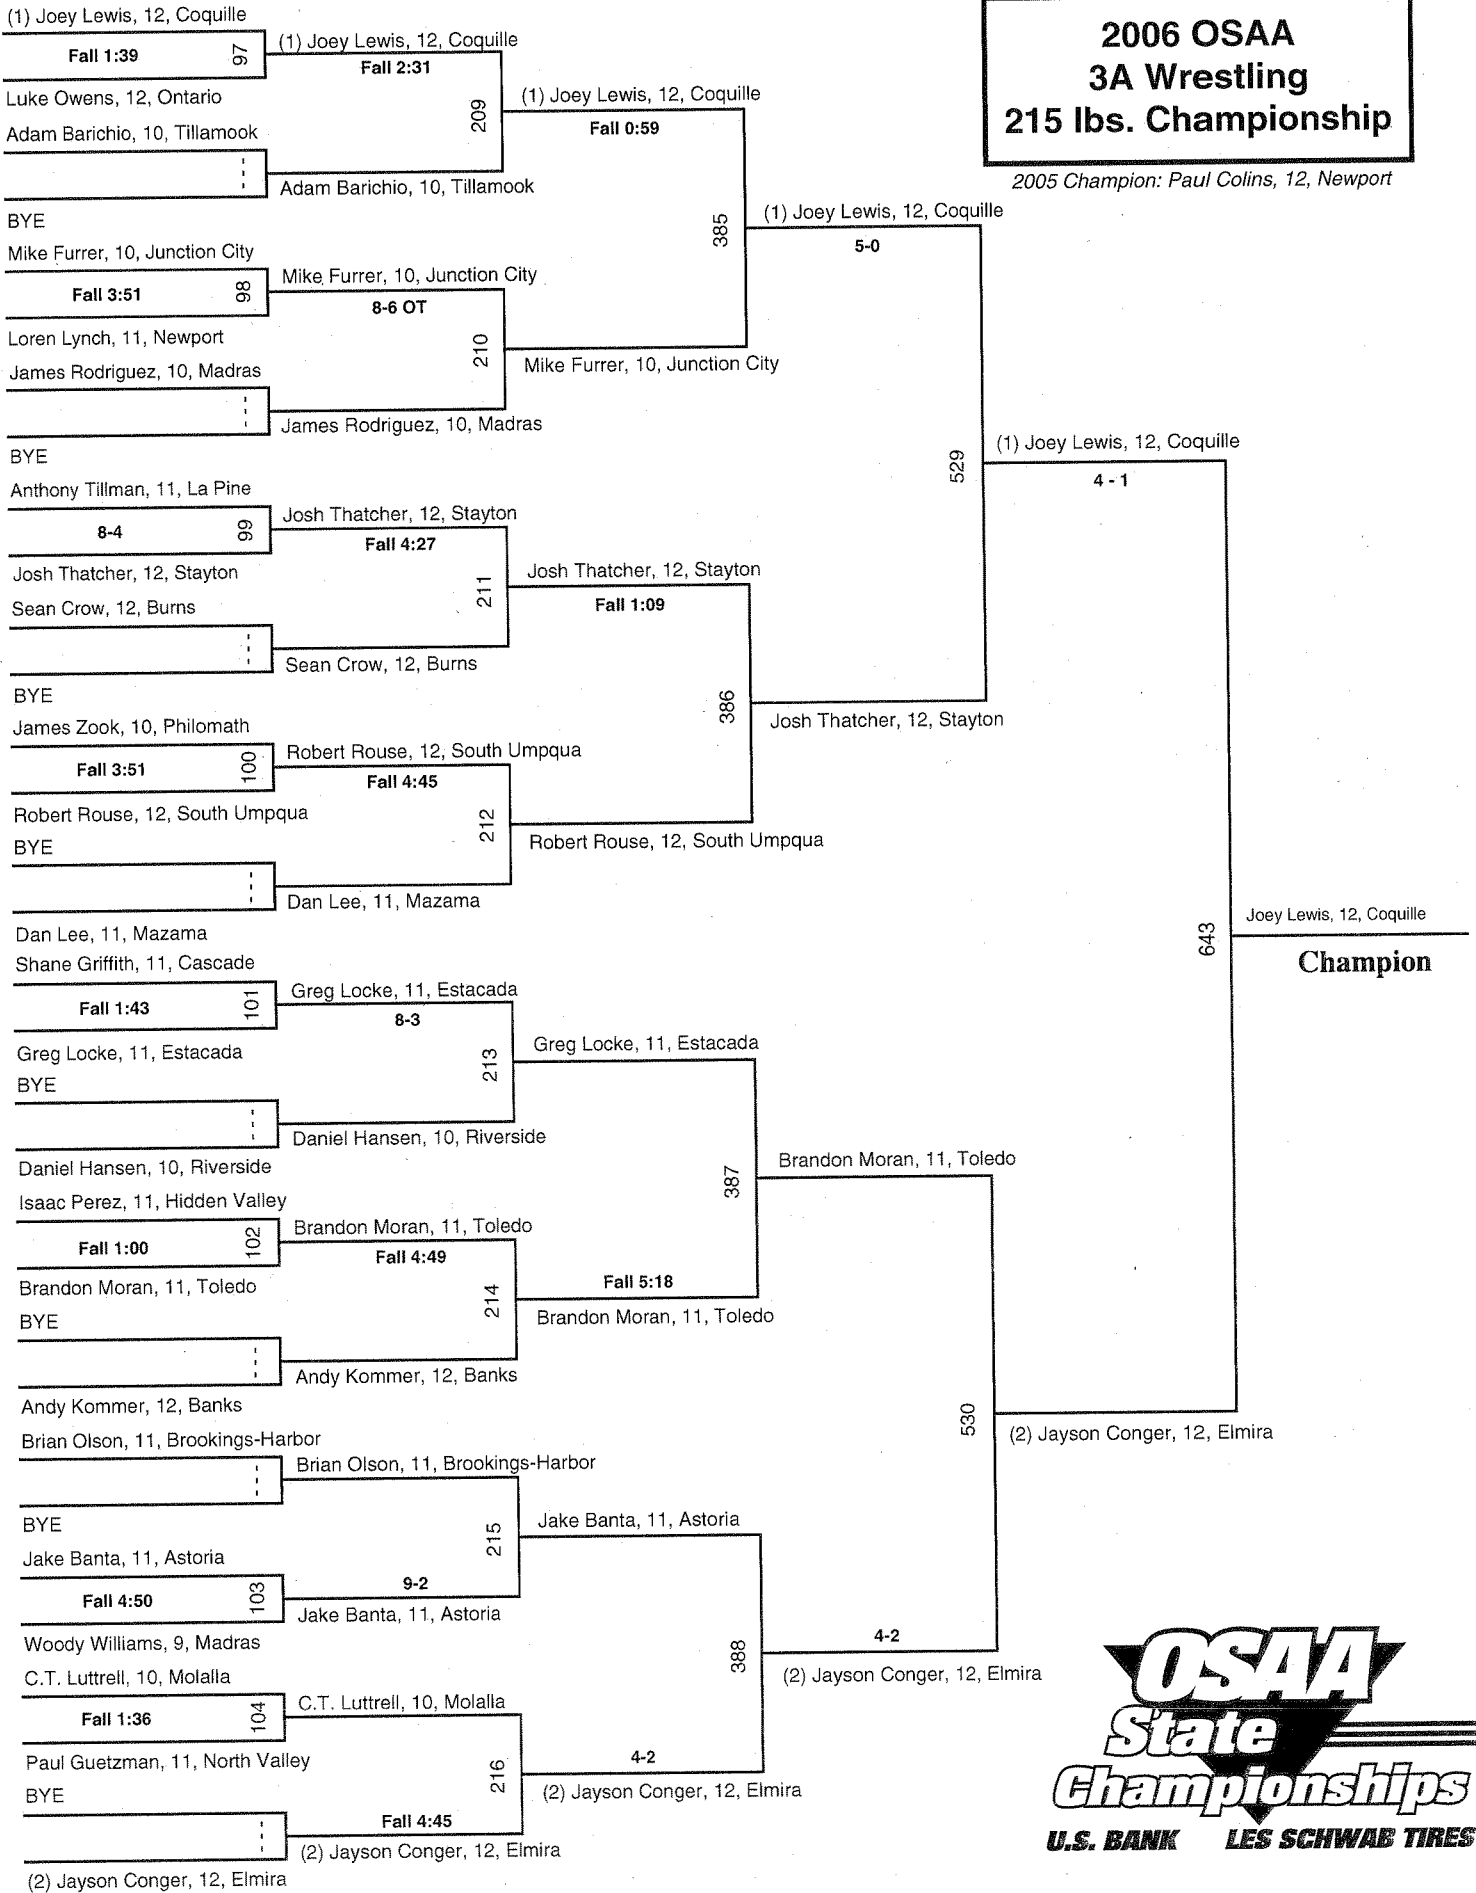 (1) Joey Lewis, 12, Coquille
Fall 1:39
97
Luke Owens, 12, Ontario
Adam Barichio, 10, Tillamook
BYE
Mike Furrer, 10, Junction City
Fall 3:51
98
Loren Lynch, 11, Newport
James Rodriguez, 10, Madras
BYE
Anthony Tillman, 11, La Pine
8-4
99
Josh Thatcher, 12, Stayton
Sean Crow, 12, Burns
BYE
James Zook, 10, Philomath
Fall 3:51
100
Robert Rouse, 12, South Umpqua
BYE
Dan Lee, 11, Mazama
Shane Griffith, 11, Cascade
Fall 1:43
101
Greg Locke, 11, Estacada
BYE
Daniel Hansen, 10, Riverside
Isaac Perez, 11, Hidden Valley
Fall 1:00
102
Brandon Moran, 11, Toledo
BYE
Andy Kommer, 12, Banks
Brian Olson, 11, Brookings-Harbor
BYE
Jake Banta, 11, Astoria
Fall 4:50
103
Woody Williams, 9, Madras
C.T. Luttrell, 10, Molalla
Fall 1:36
104
Paul Guetzman, 11, North Valley
BYE
(2) Jayson Conger, 12, Elmira
(1) Joey Lewis, 12, Coquille
Fall 2:31
209
Adam Barichio, 10, Tillamook
Mike Furrer, 10, Junction City
8-6 OT
210
James Rodriguez, 10, Madras
Josh Thatcher, 12, Stayton
Fall 4:27
211
Sean Crow, 12, Burns
Robert Rouse, 12, South Umpqua
Fall 4:45
212
Dan Lee, 11, Mazama
Greg Locke, 11, Estacada
8-3
213
Daniel Hansen, 10, Riverside
Brandon Moran, 11, Toledo
Fall 4:49
214
Andy Kommer, 12, Banks
Brian Olson, 11, Brookings-Harbor
215
9-2
Jake Banta, 11, Astoria
C.T. Luttrell, 10, Molalla
216
Fall 4:45
(2) Jayson Conger, 12, Elmira
(1) Joey Lewis, 12, Coquille
Fall 0:59
385
Mike Furrer, 10, Junction City
Josh Thatcher, 12, Stayton
Fall 1:09
386
Robert Rouse, 12, South Umpqua
Greg Locke, 11, Estacada
387
Fall 5:18
Brandon Moran, 11, Toledo
Jake Banta, 11, Astoria
388
4-2
(2) Jayson Conger, 12, Elmira
(1) Joey Lewis, 12, Coquille
5-0
529
Josh Thatcher, 12, Stayton
Brandon Moran, 11, Toledo
530
4-2
(2) Jayson Conger, 12, Elmira
(1) Joey Lewis, 12, Coquille
4 - 1
643
(2) Jayson Conger, 12, Elmira
Joey Lewis, 12, Coquille
Champion
2006 OSAA
3A Wrestling
215 lbs. Championship
2005 Champion: Paul Colins, 12, Newport
OSAA
State
Championships
U.S. BANK LES SCHWAB TIRES